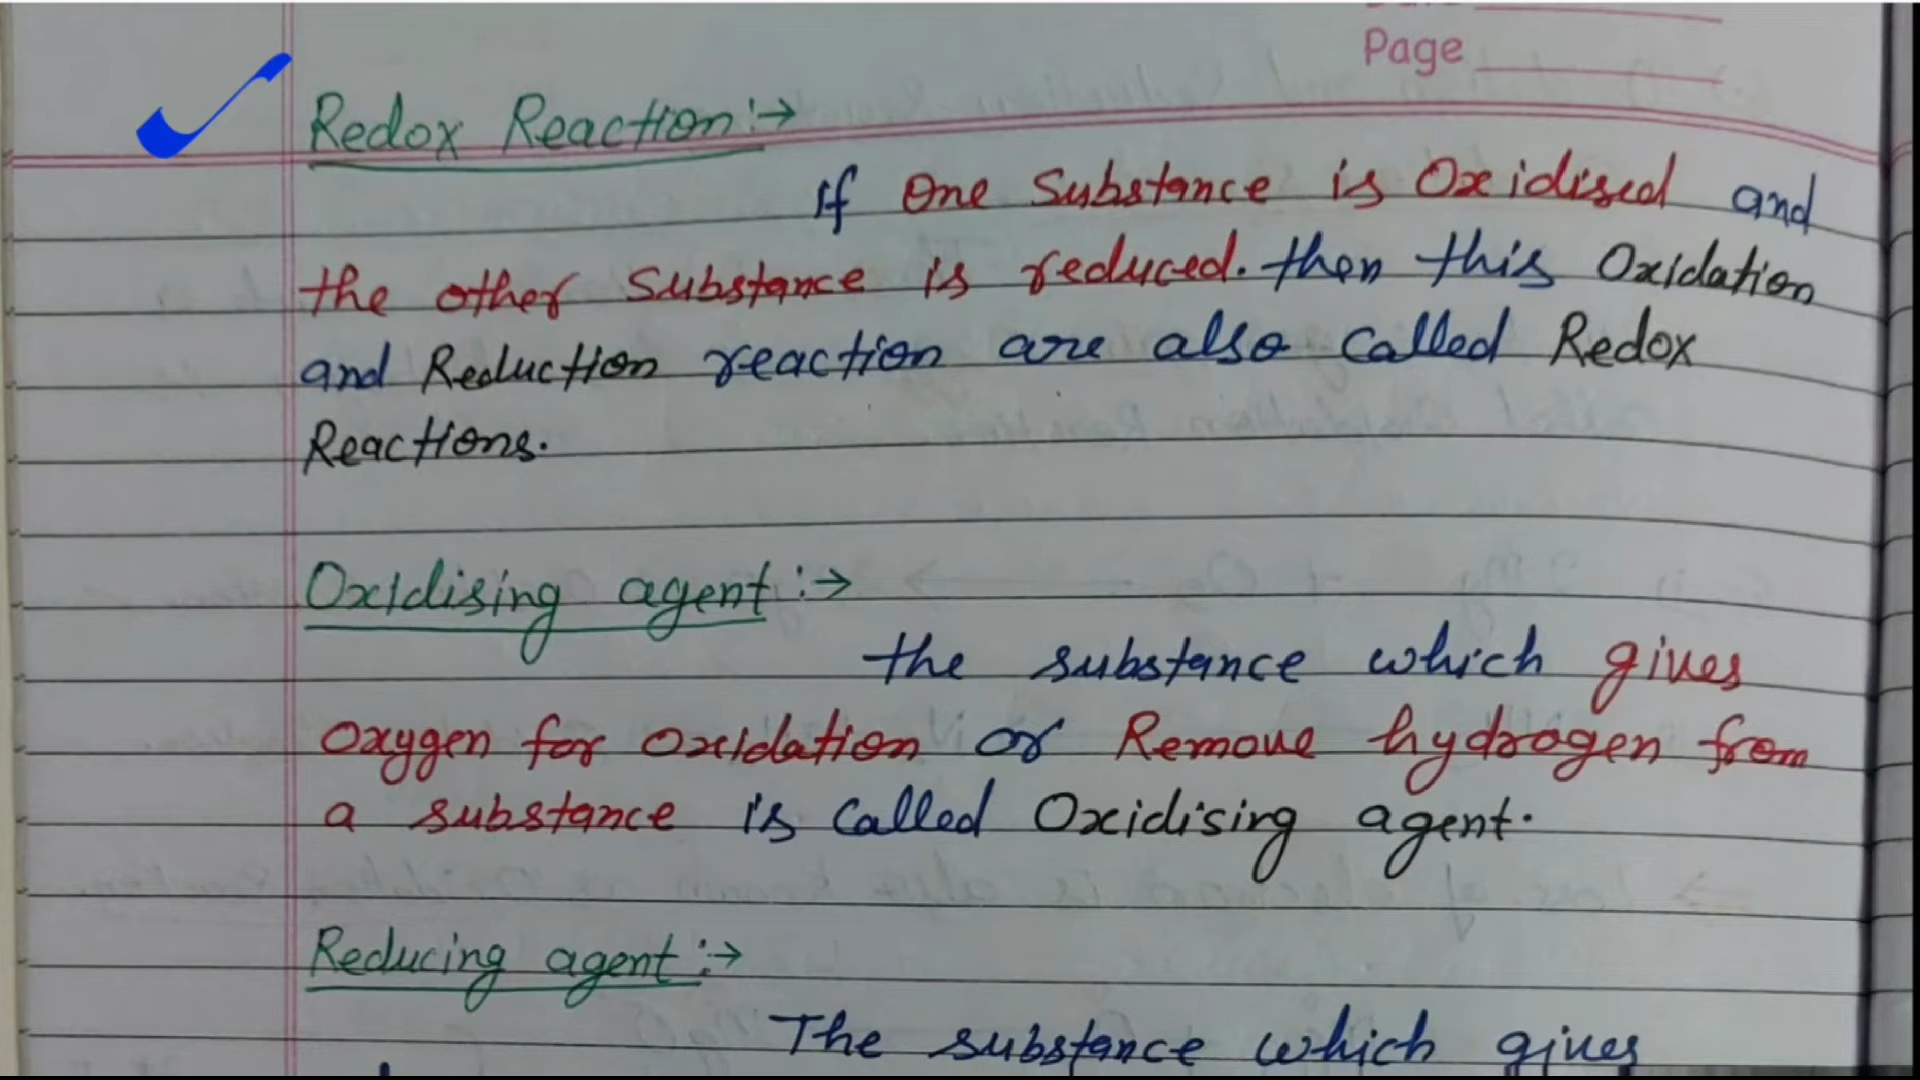 Page
Redox Reaction:→
If One Substance is Oxidised and
the other Substance is reduced. then this Oxidation
and Reduction reaction are also called Redox
Reactions.
Oxidising agent:→
the substance which gives
Oxygen for Oxidation or Remove hydrogen from
a substance is called Oxidising agent.
Reducing agent:→
The substance which gives